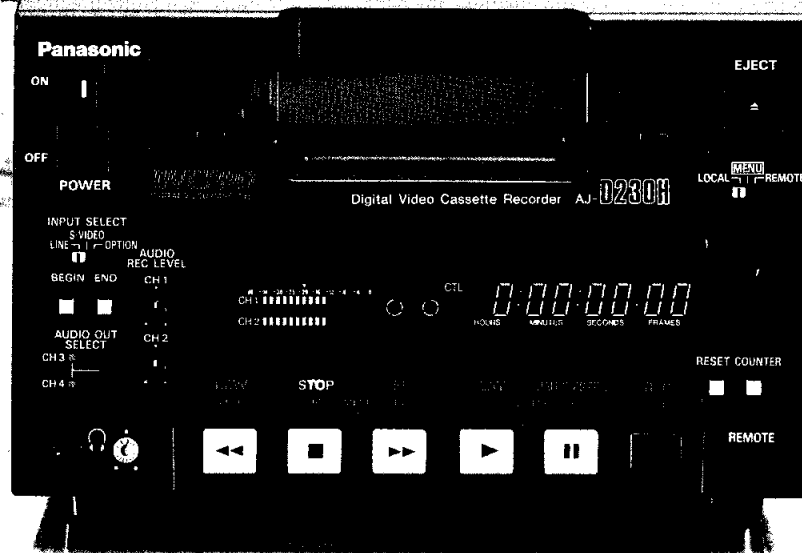 Panasonic
ON
EJECT
OFF
POWER
MENU
LOCAL
REMOTE
Digital Video Cassette Recorder AJ-D230H
INPUT SELECT
S-VIDEO
LINE
OPTION
AUDIO
REC LEVEL
BEGIN END
CH 1
CTL
0:00:00:00
CH 1
HOURS MINUTES SECONDS FRAMES
CH 2
AUDIO OUT
SELECT
CH 2
CH 3
CH 4
RESET COUNTER
STOP
REMOTE